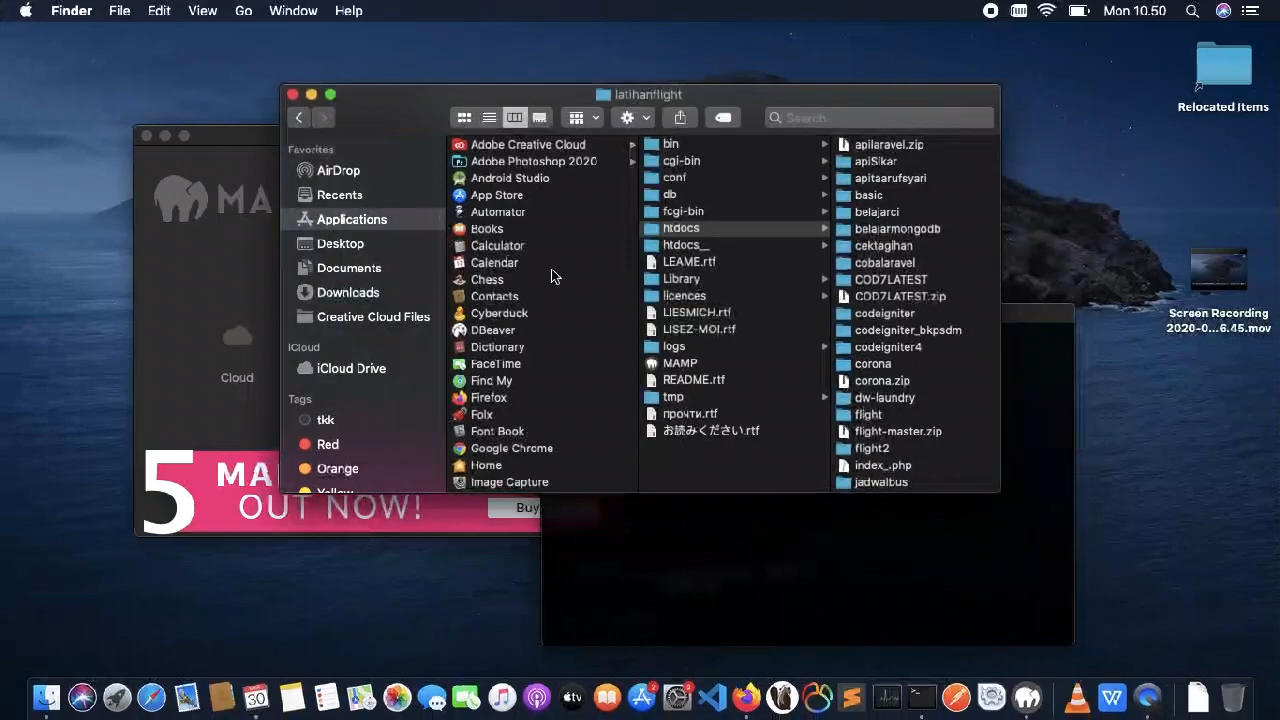 Finder File Edit View Go Window Help
Mon 10.50
latihanflight
Search
Relocated Items
Screen Recording
2020-0...6.45.mov
MA
Cloud
5
MA
OUT NOW!
Buy
Favorites
AirDrop
Recents
Applications
Desktop
Documents
Downloads
Creative Cloud Files
iCloud
iCloud Drive
Tags
tkk
Red
Orange
Yellow
Adobe Creative Cloud
Adobe Photoshop 2020
Android Studio
App Store
Automator
Books
Calculator
Calendar
Chess
Contacts
Cyberduck
DBeaver
Dictionary
FaceTime
Find My
Firefox
Folx
Font Book
Google Chrome
Home
Image Capture
bin
cgi-bin
conf
db
fcgi-bin
htdocs
htdocs_
LEAME.rtf
Library
licences
LIESMICH.rtf
LISEZ-MOI.rtf
logs
MAMP
README.rtf
tmp
прочти.rtf
お読みください.rtf
apilaravel.zip
apiSikar
apitaarufsyari
basic
belajarci
belajarmongodb
cektagihan
cobalaravel
COD7LATEST
COD7LATEST.zip
codeigniter
codeigniter_bkpsdm
codeigniter4
corona
corona.zip
dw-laundry
flight
flight-master.zip
flight2
index_.php
jadwalbus
30